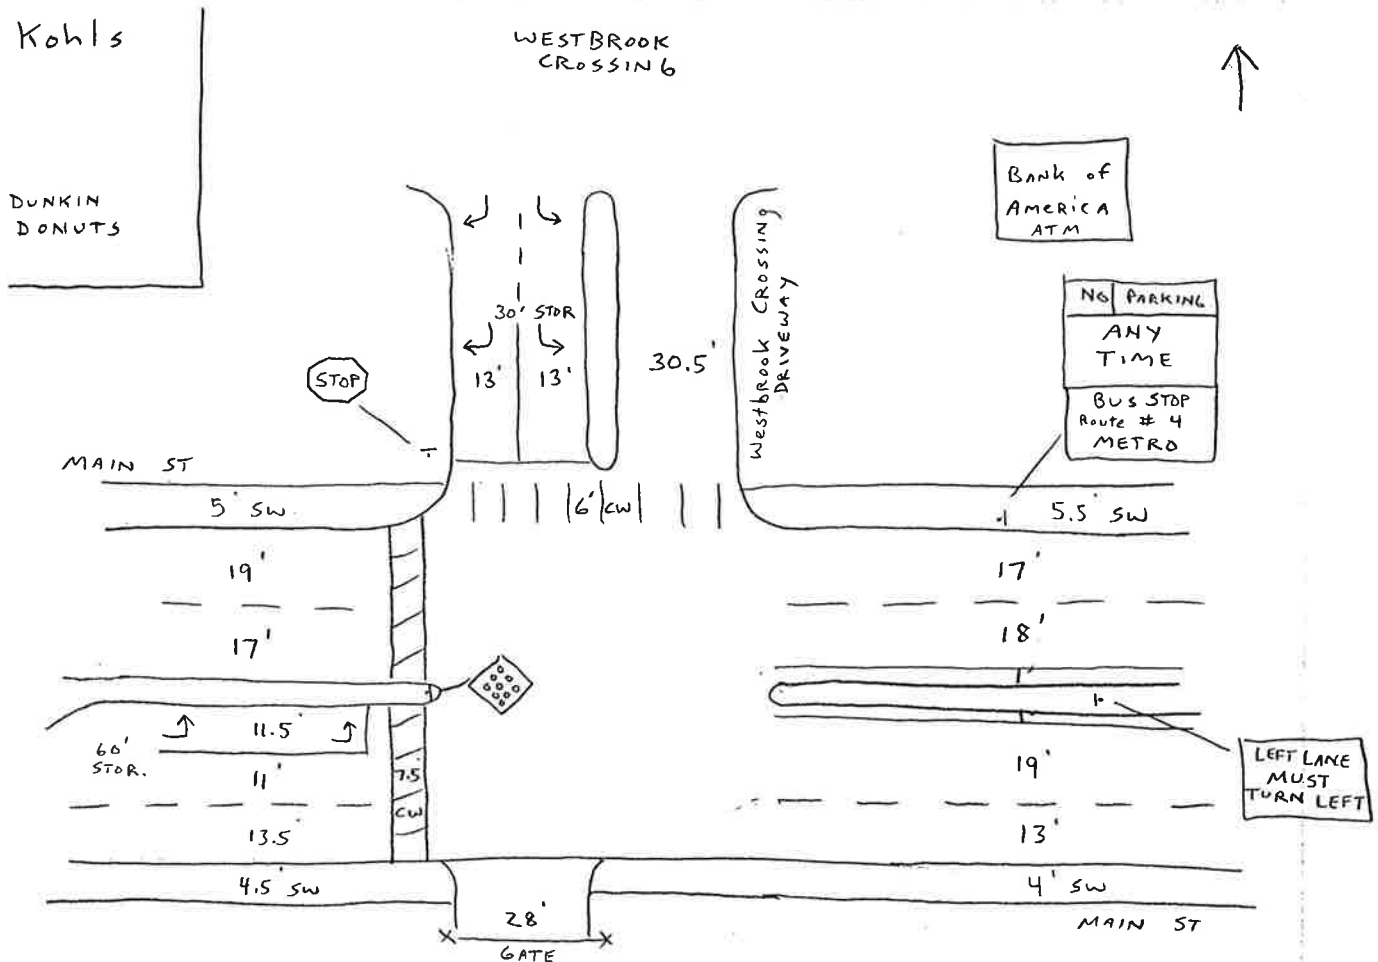 Kohls
WESTBROOK
CROSSING
DUNKIN
DONUTS
BANK of
AMERICA
ATM
NO PARKING
ANY
TIME
BUS STOP
Route # 4
METRO
30' STOR
13' 13'
30.5'
Westbrook Crossing
DRIVEWAY
STOP
MAIN ST
5' SW
6' CW
5.5' SW
19'
17'
17'
18'
11.5'
60'
STOR.
11'
13.5'
7.5'
CW
19'
13'
LEFT LANE
MUST
TURN LEFT
4.5' SW
4' SW
28'
GATE
MAIN ST